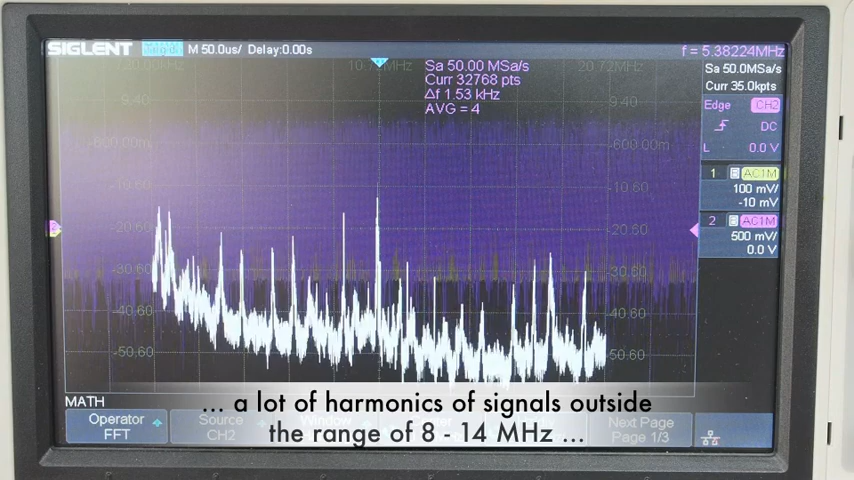 SIGLENT M 50.0us/ Delay:0.00s
f = 5.38224MHz
Sa 50.00 MSa/s
Curr 32768 pts
Δf 1.53 kHz
AVG = 4
20.72MHz
Sa 50.0MSa/s
Curr 35.0kpts
Edge CH2
DC
L 0.0V
1 B AC1M
100 mV/
-10 mV
2 B AC1M
500 mV/
0.0 V
9.40 9.40
-600.00m -600.00m
-10.60 -10.60
-20.60 -20.60
-30.60 -30.60
-40.60 -40.60
-50.60 -50.60
MATH
... a lot of harmonics of signals outside
the range of 8 - 14 MHz ...
Operator
FFT
Source
CH2
Window
Next Page
Page 1/3